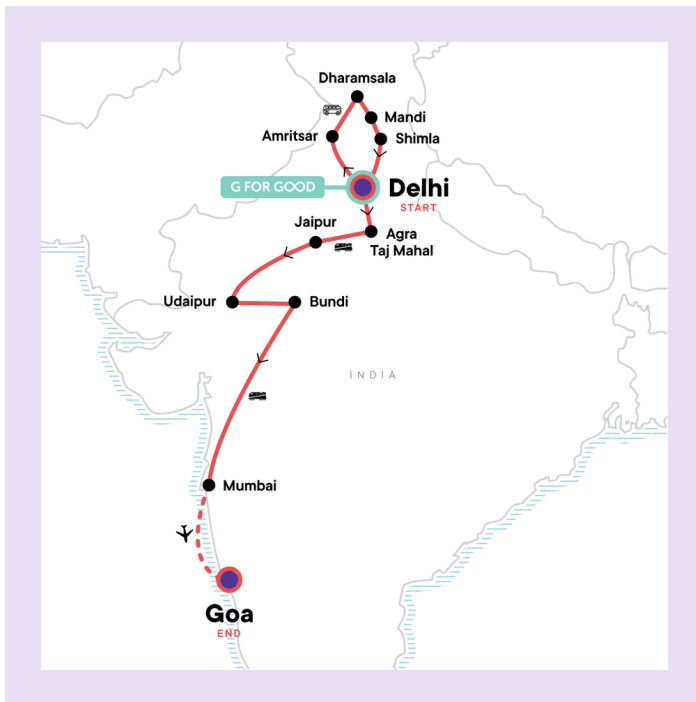 Dharamsala
Mandi
Amritsar
Shimla
G FOR GOOD
Delhi
START
Jaipur
Agra
Taj Mahal
Udaipur
Bundi
INDIA
Mumbai
Goa
END